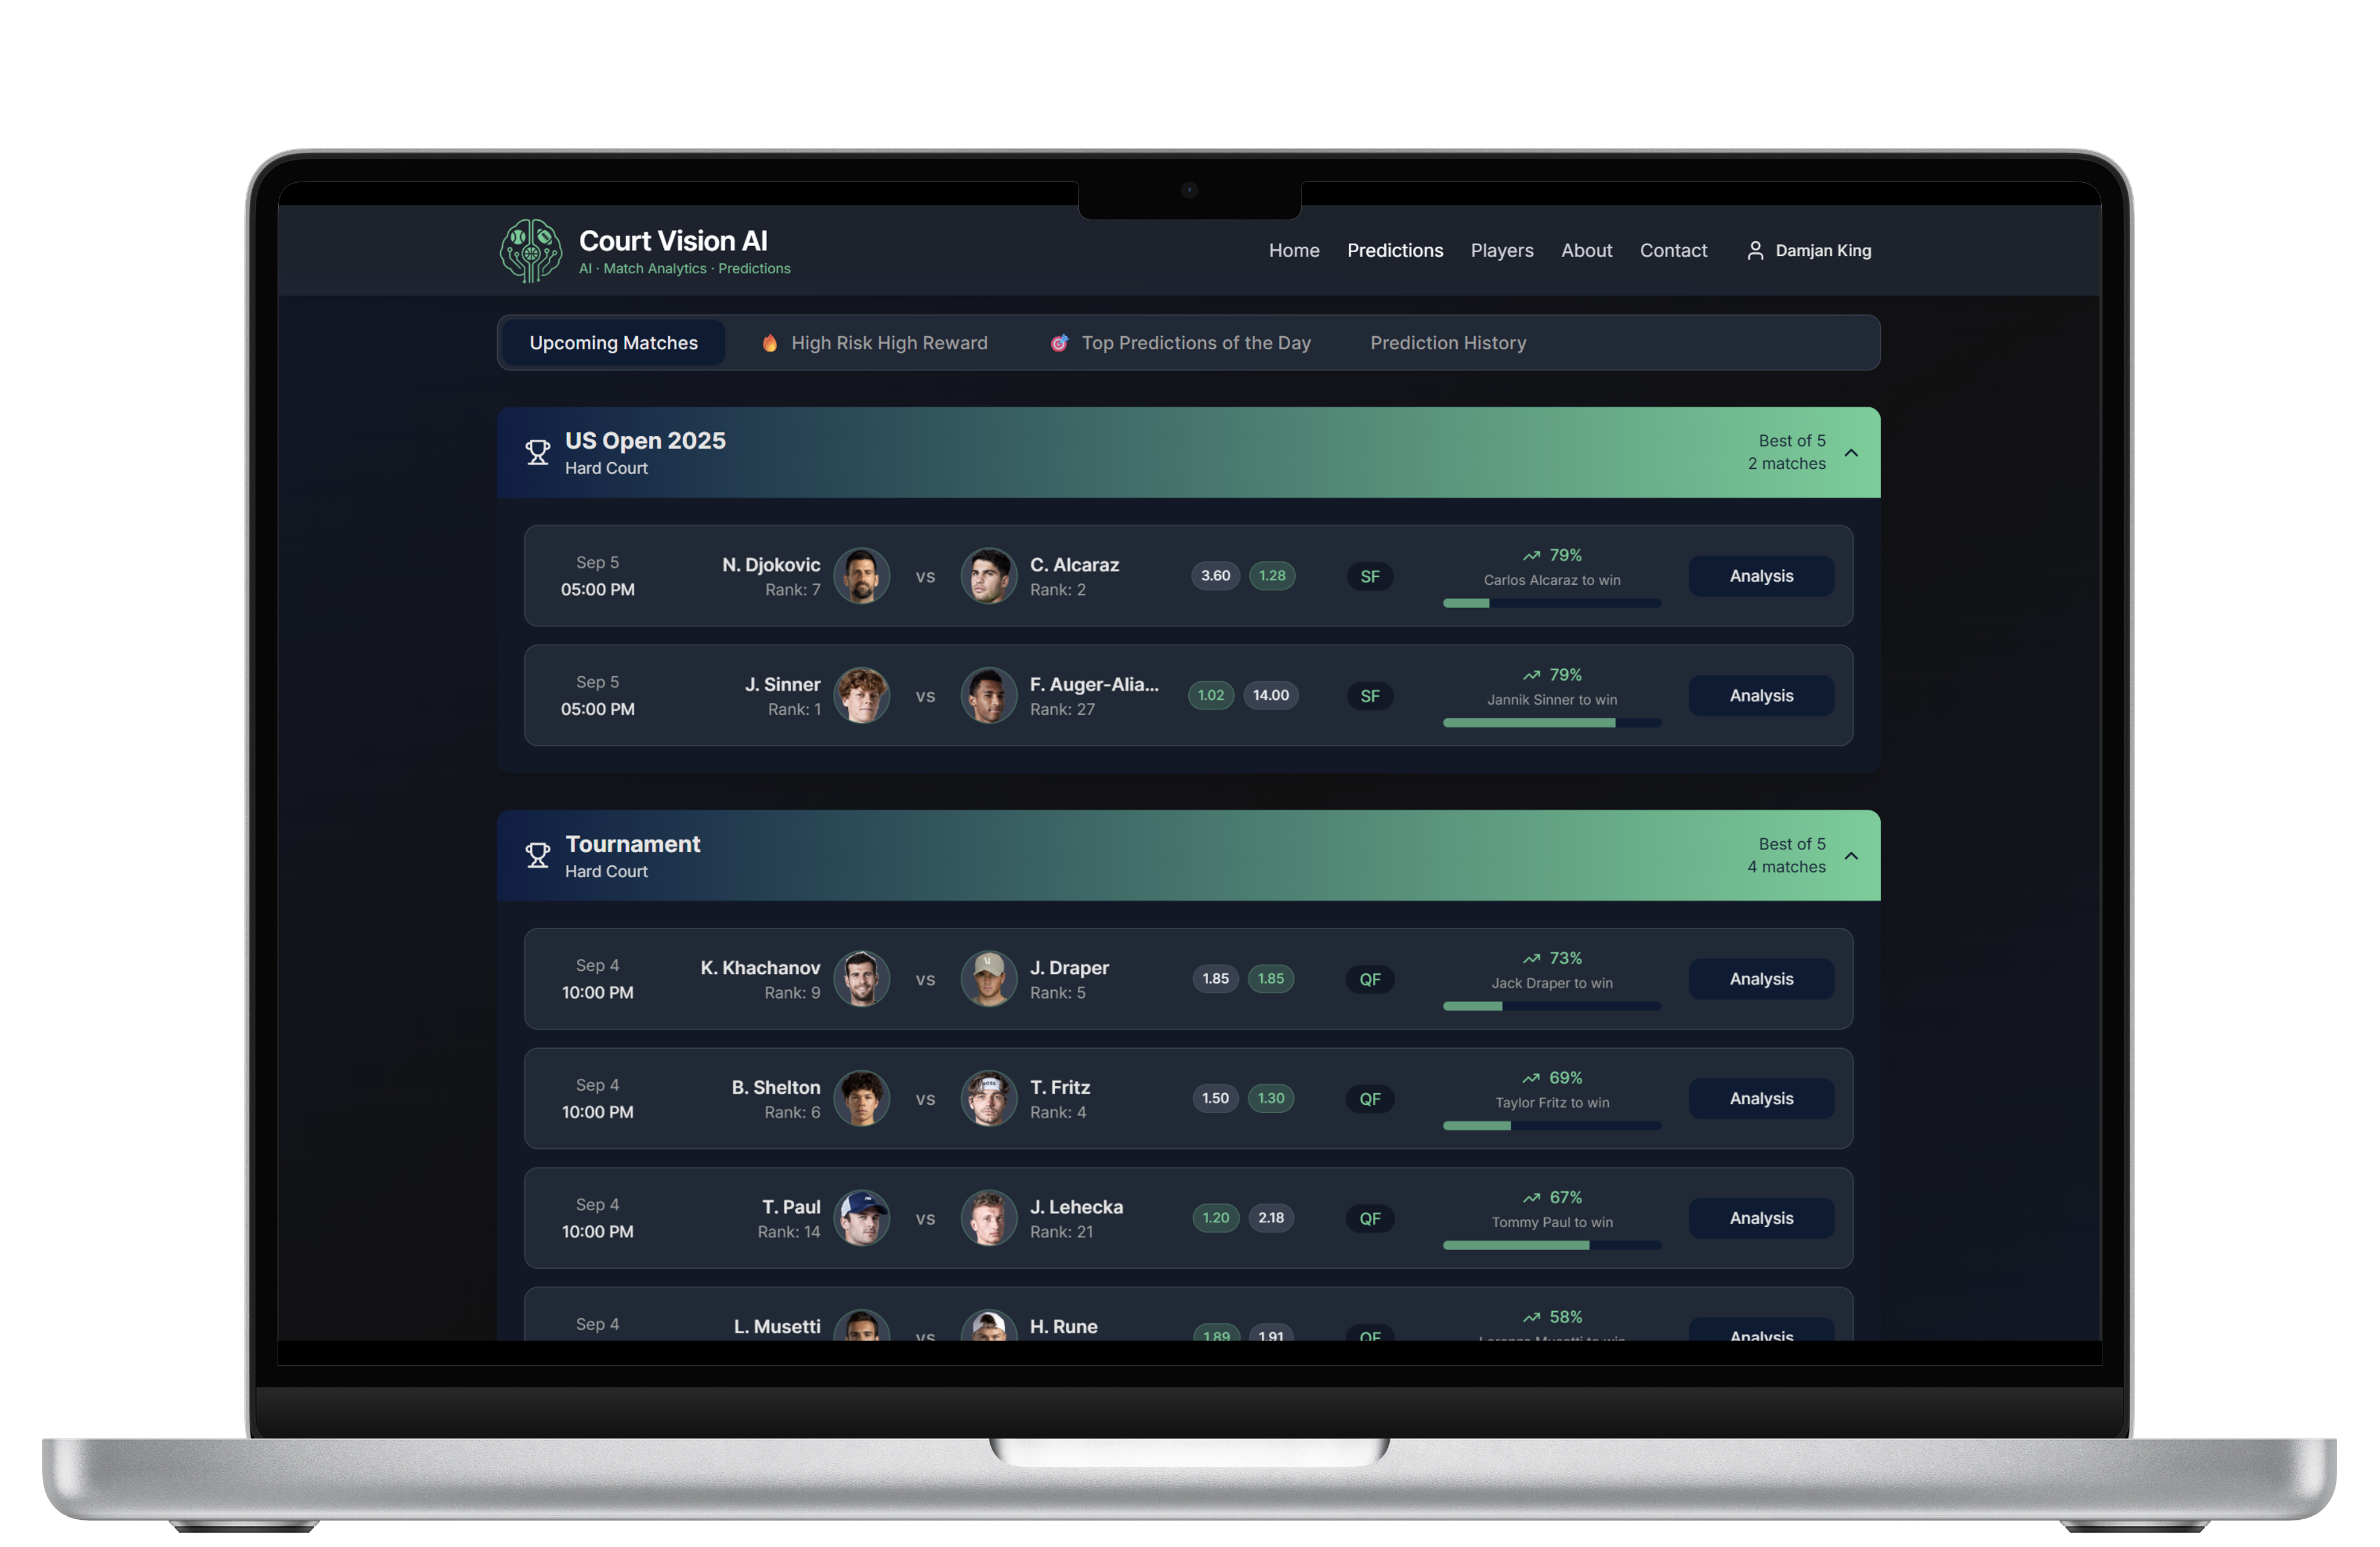 Court Vision AI
AI · Match Analytics · Predictions
Home Predictions Players About Contact Damjan King
Upcoming Matches High Risk High Reward Top Predictions of the Day Prediction History
US Open 2025
Hard Court
Best of 5
2 matches
Sep 5
05:00 PM
N. Djokovic
Rank: 7
vs
C. Alcaraz
Rank: 2
3.60 1.28
SF
79%
Carlos Alcaraz to win
Analysis
Sep 5
05:00 PM
J. Sinner
Rank: 1
vs
F. Auger-Alia...
Rank: 27
1.02 14.00
SF
79%
Jannik Sinner to win
Analysis
Tournament
Hard Court
Best of 5
4 matches
Sep 4
10:00 PM
K. Khachanov
Rank: 9
vs
J. Draper
Rank: 5
1.85 1.85
QF
73%
Jack Draper to win
Analysis
Sep 4
10:00 PM
B. Shelton
Rank: 6
vs
T. Fritz
Rank: 4
1.50 1.30
QF
69%
Taylor Fritz to win
Analysis
Sep 4
10:00 PM
T. Paul
Rank: 14
vs
J. Lehecka
Rank: 21
1.20 2.18
QF
67%
Tommy Paul to win
Analysis
Sep 4
L. Musetti
vs
H. Rune
1.89 1.91
QF
58%
Lorenzo Musetti to win
Analysis